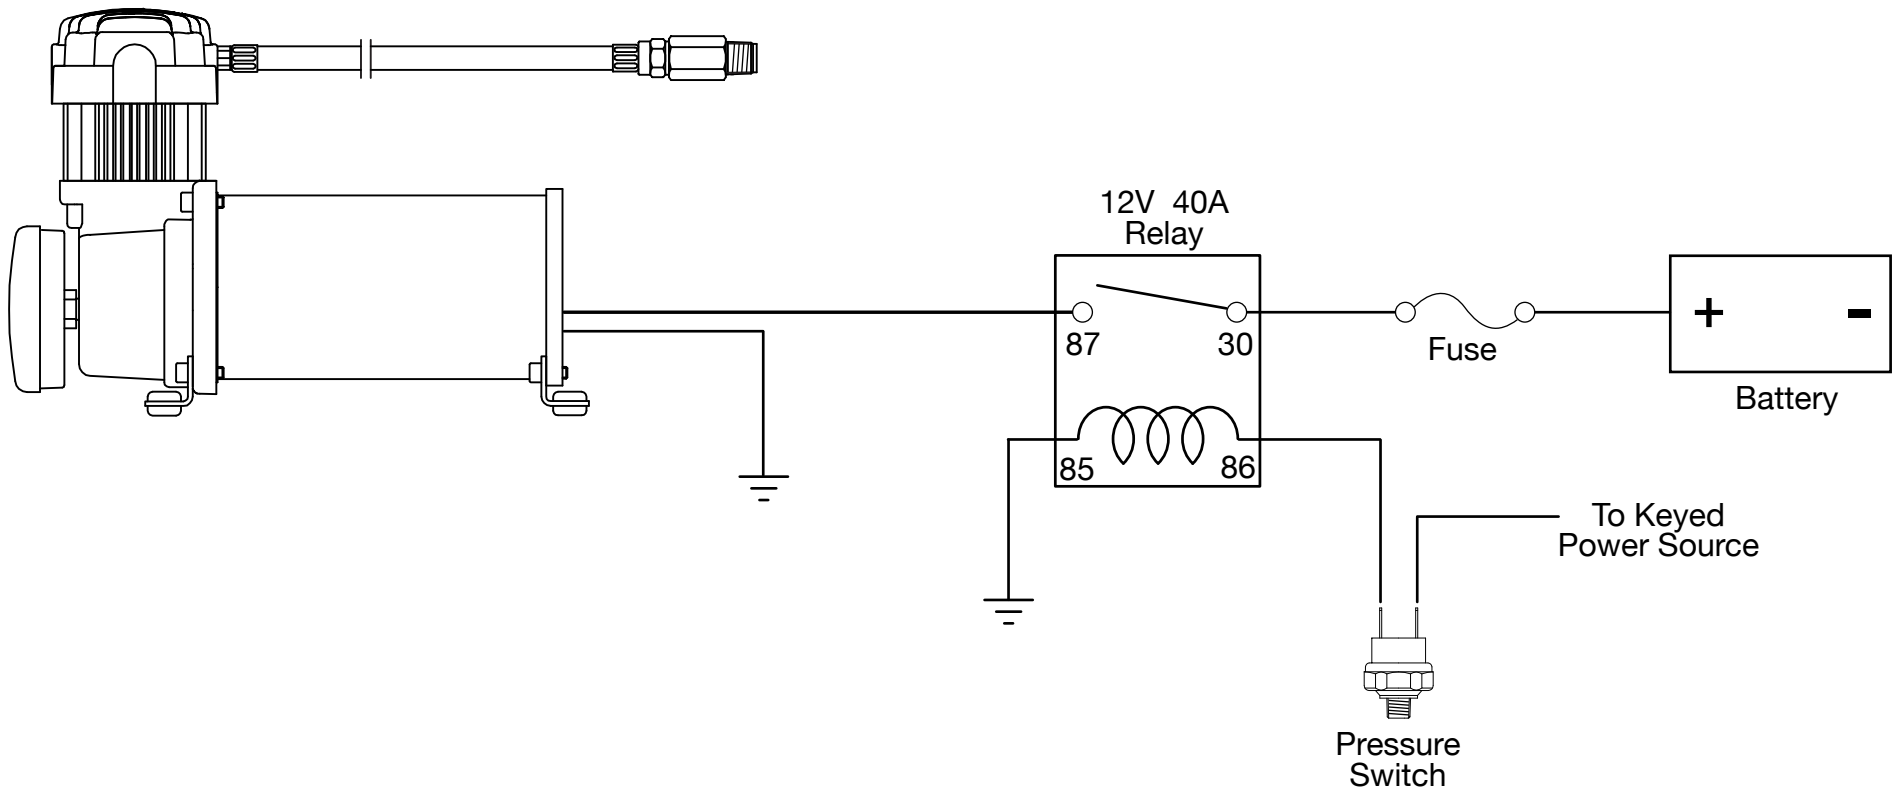 12V 40A
Relay
87
30
Fuse
+
-
Battery
85
86
To Keyed
Power Source
Pressure
Switch